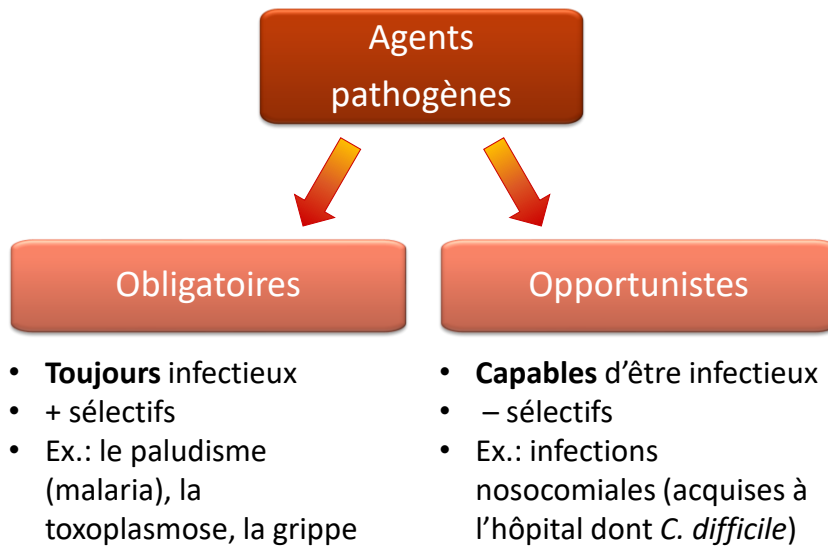 Agents
pathogènes
Obligatoires
• Toujours infectieux
• + sélectifs
• Ex.: le paludisme
(malaria), la
toxoplasmose, la grippe
Opportunistes
• Capables d’être infectieux
• – sélectifs
• Ex.: infections
nosocomiales (acquises à
l’hôpital dont C. difficile)